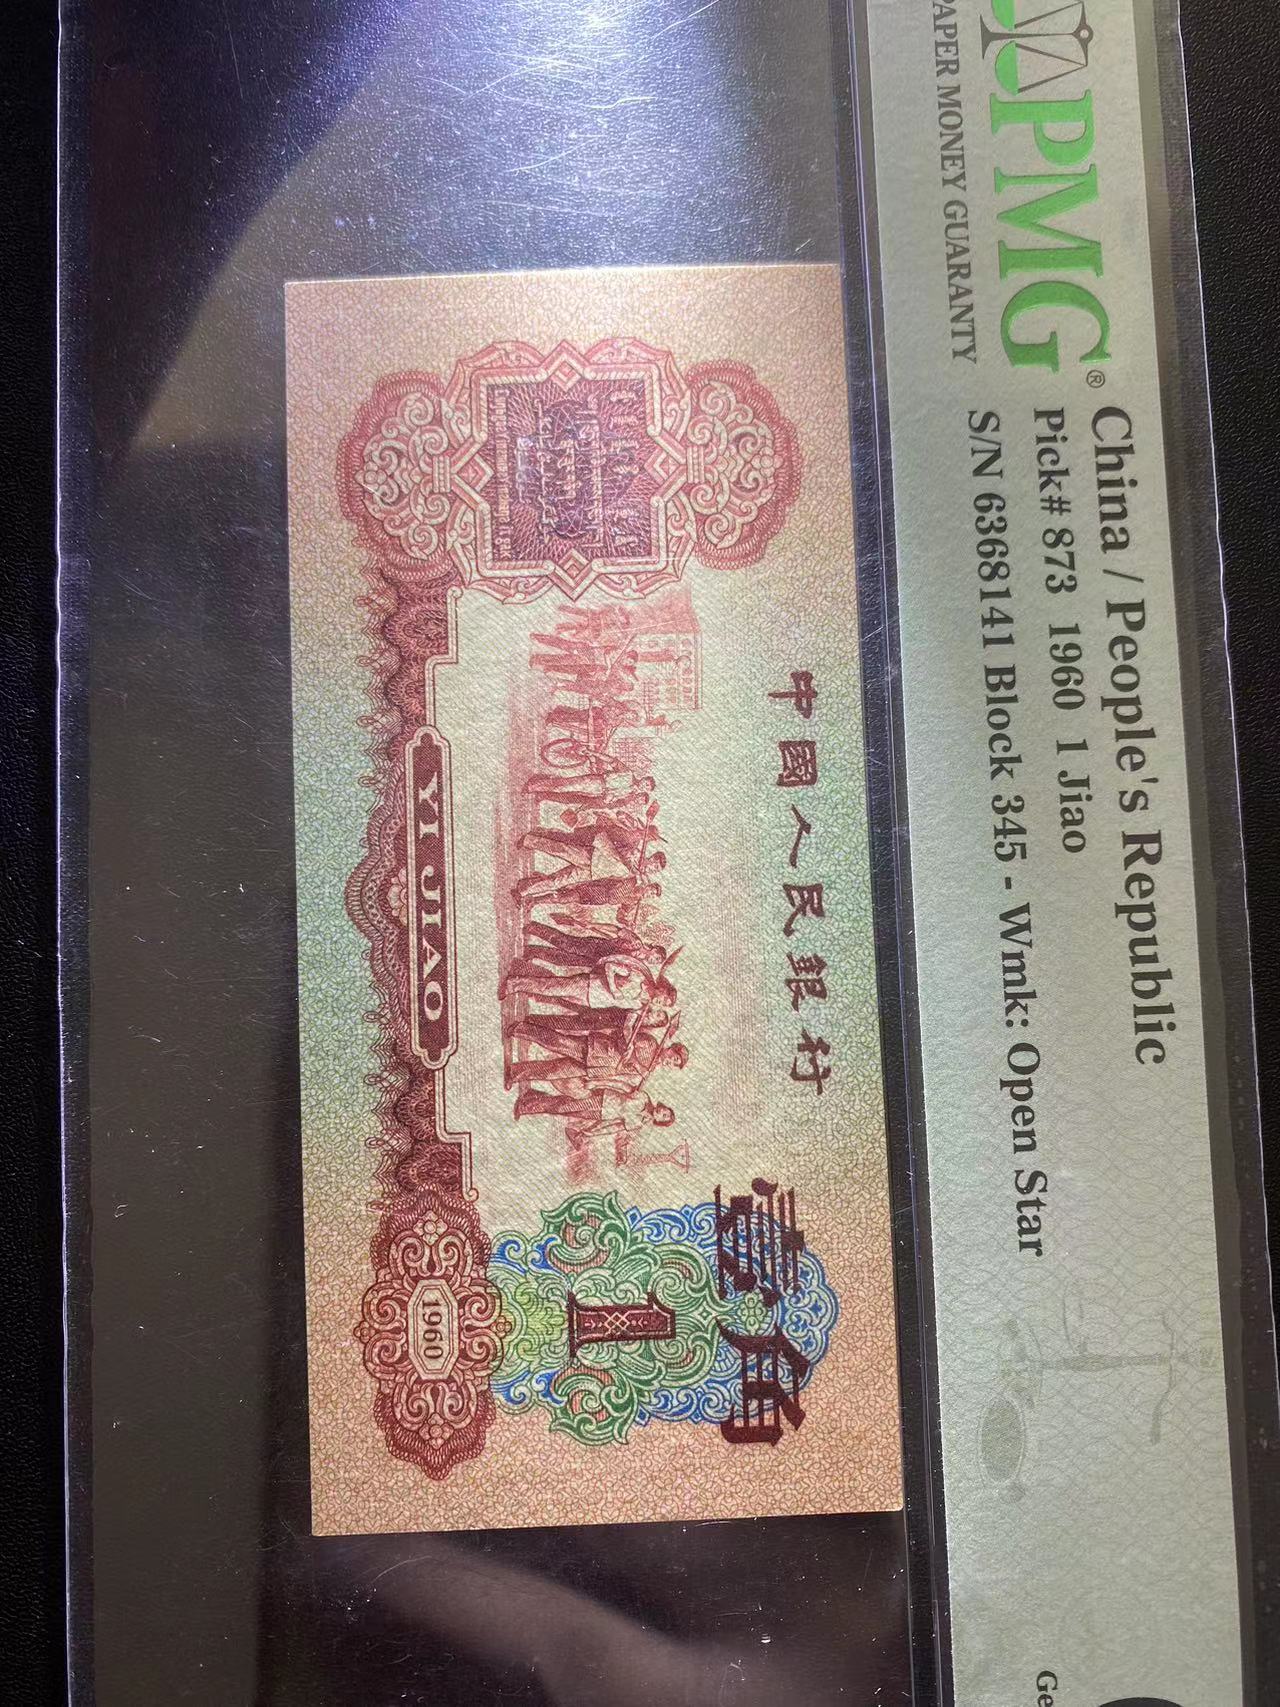 PMG®
PAPER MONEY GUARANTY
China / People's Republic
Pick# 873 1960 1 Jiao
S/N 6368141 Block 345 - Wmk: Open Star
Ge
中國人民銀行
壹角
1
YI JIAO
1960